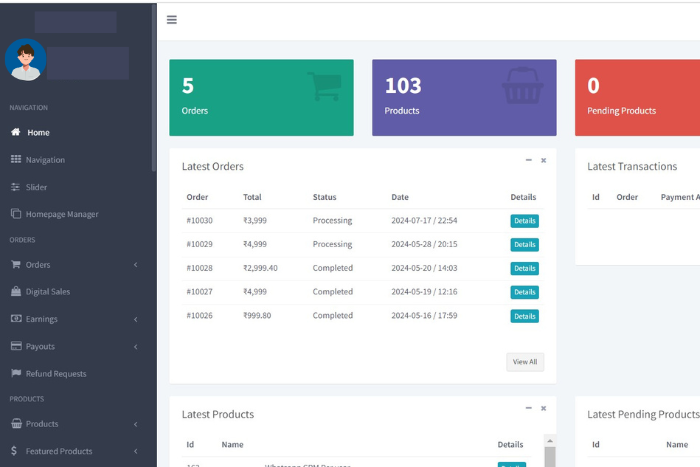 5
Orders
103
Products
0
Pending Products
NAVIGATION
Home
Navigation
Slider
Homepage Manager
ORDERS
Orders
Digital Sales
Earnings
Payouts
Refund Requests
PRODUCTS
Products
Featured Products
Latest Orders
Order Total Status Date Details
#10030 ₹3,999 Processing 2024-07-17 / 22:54 Details
#10029 ₹4,999 Processing 2024-05-28 / 20:15 Details
#10028 ₹2,999.40 Completed 2024-05-20 / 14:03 Details
#10027 ₹4,999 Completed 2024-05-19 / 12:16 Details
#10026 ₹999.80 Completed 2024-05-16 / 17:59 Details
View All
Latest Transactions
Id Order Payment A
Latest Products
Id Name Details
Latest Pending Products
Id Name